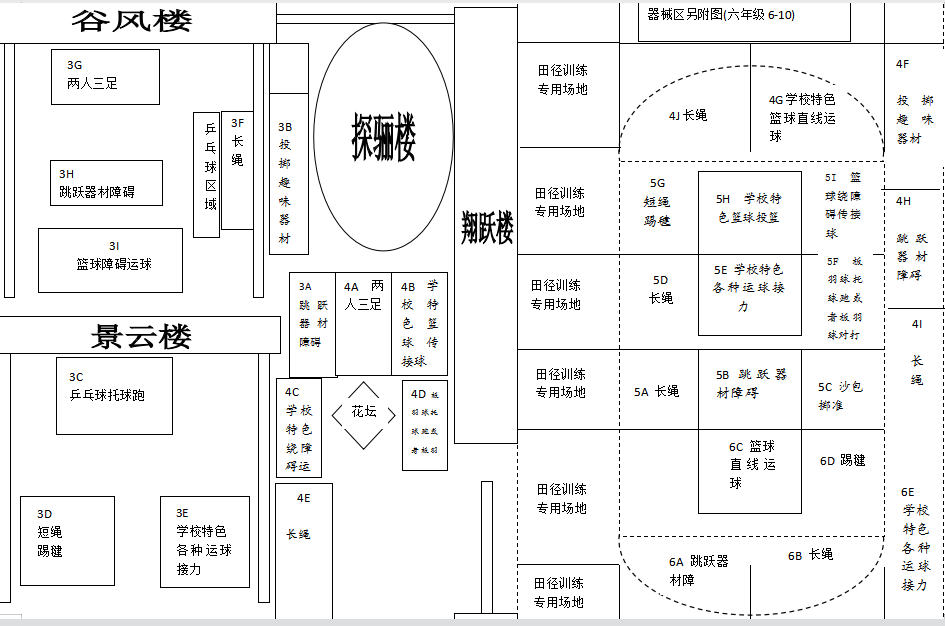 谷风楼
3G
两人三足
乒
乓
球
区
域
3F
长
绳
3H
跳跃器材障碍
3I
篮球障碍运球
3B
投
掷
趣
味
器
材
探骊楼
翔跃楼
3A
跳 跃
器 材
障碍
4A 两
人三足
4B 学
校 特
色 篮
球 传
接球
景云楼
3C
乒乓球托球跑
4C
学校
特色
绕障
碍运
花坛
4D 板
羽球托
球跑或
者板羽
3D
短绳
踢毽
3E
学校特色
各种运球
接力
4E
长绳
器械区另附图(六年级6-10)
田径训练
专用场地
4J 长绳
4G 学校特色
篮球直线运
球
4F
投 掷
趣 味
器材
田径训练
专用场地
5G
短绳
踢毽
5H 学校特
色篮球投篮
5I 篮
球绕障
碍传接
球
4H
跳 跃
器 材
障碍
田径训练
专用场地
5D
长绳
5E 学校特色
各种运球接
力
5F 板
羽球托
球跑或
者板羽
球对打
4I
长
绳
田径训练
专用场地
5A 长绳
5B 跳跃器
材障碍
5C 沙包
掷准
田径训练
专用场地
6C 篮球
直线运
球
6D 踢毽
6E
学校
特色
各种
运球
接力
田径训练
专用场地
6A 跳跃器
材障
6B 长绳